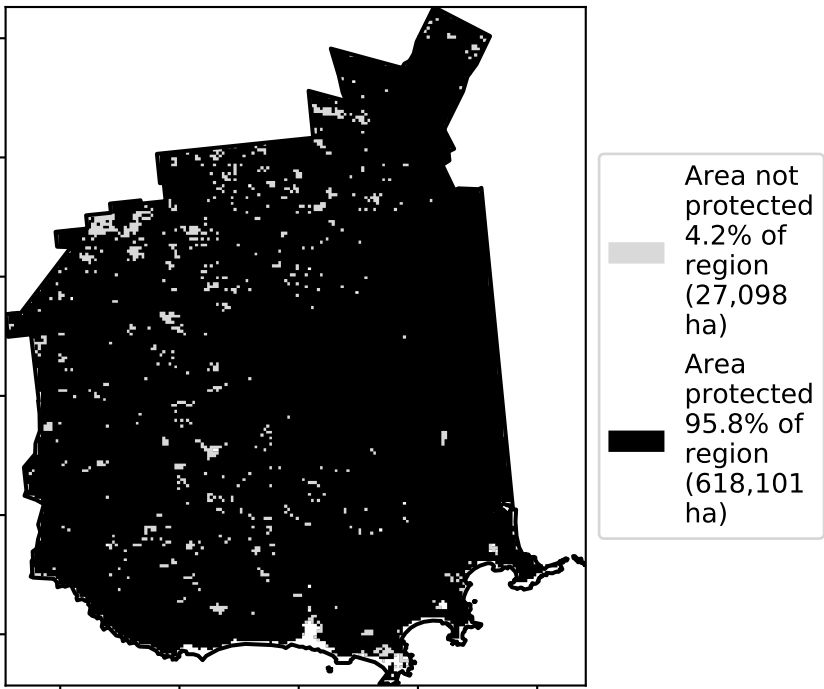 Area not
protected
4.2% of
region
(27,098
ha)
Area
protected
95.8% of
region
(618,101
ha)